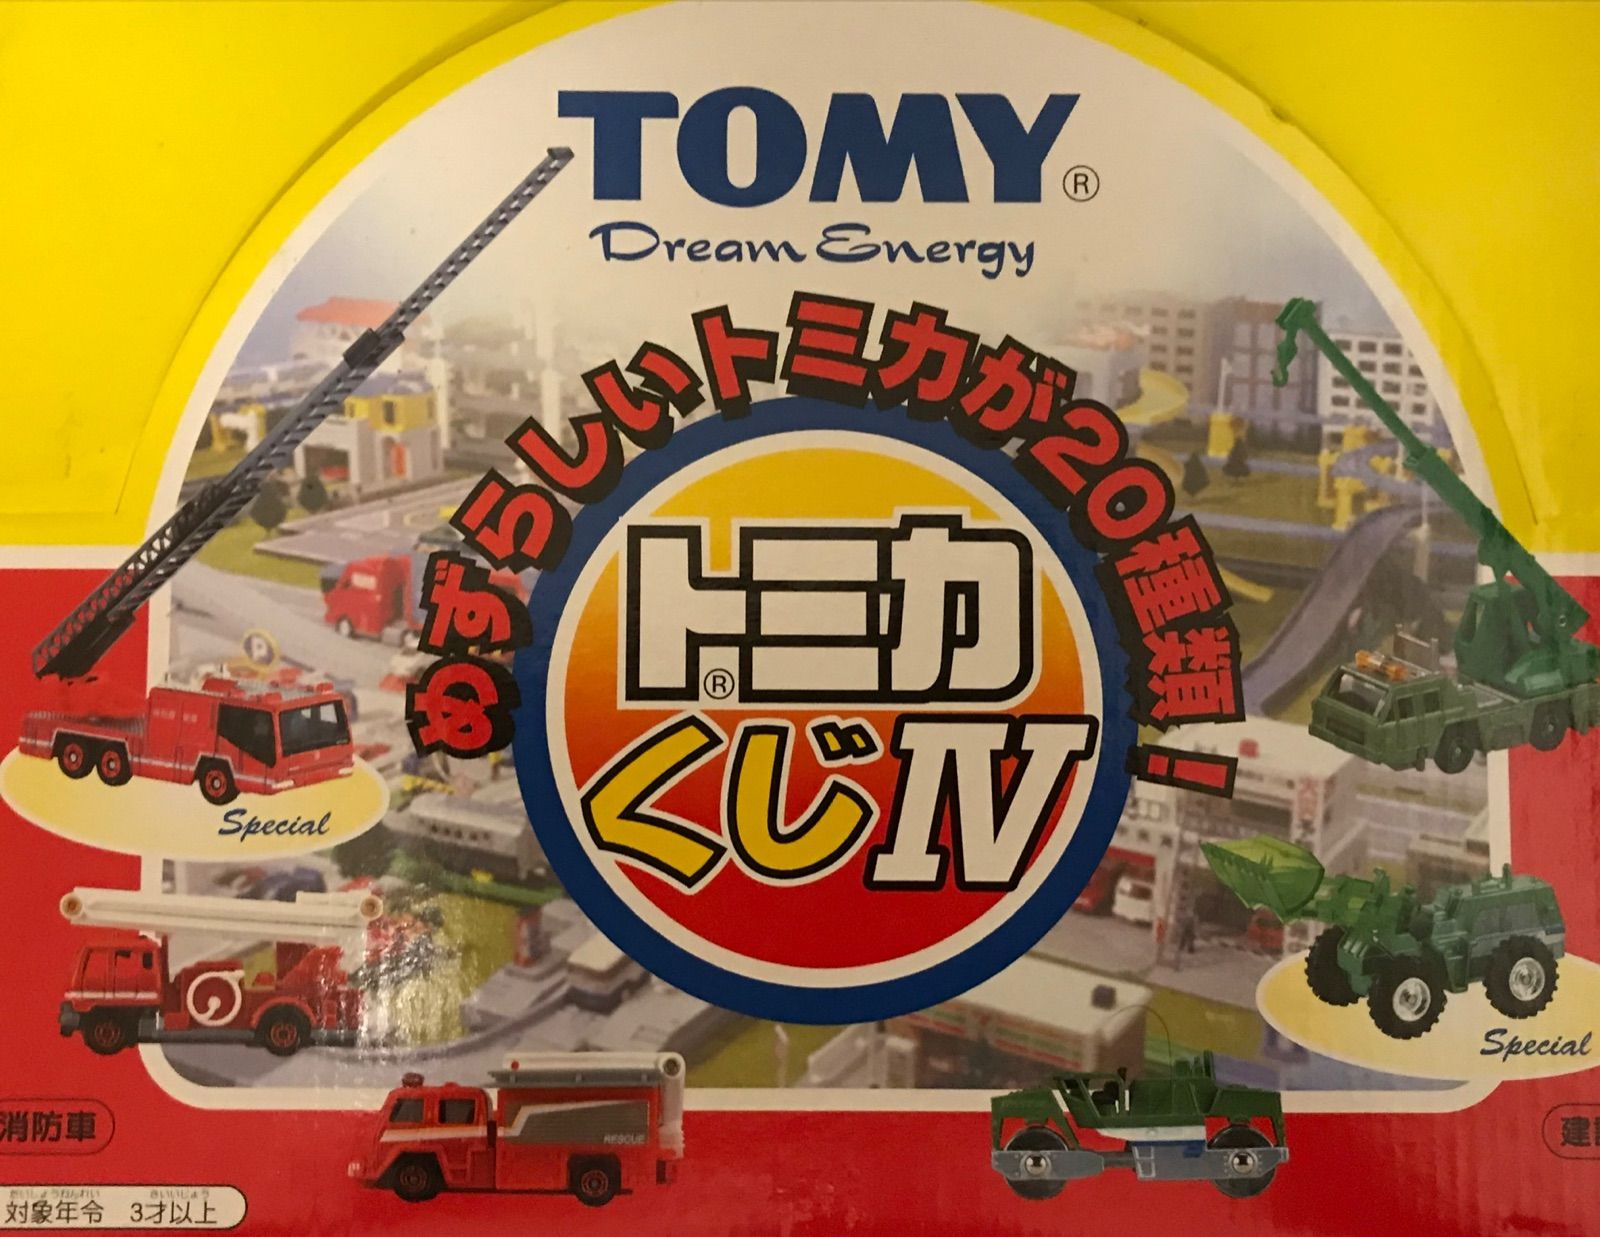 TOMY®
Dream Energy
めずらしいトミカが20種類!
トミカ®
くじIV
Special
Special
RESCUE
消防車
たいしょうねんれい さいいじょう
対象年令 3才以上